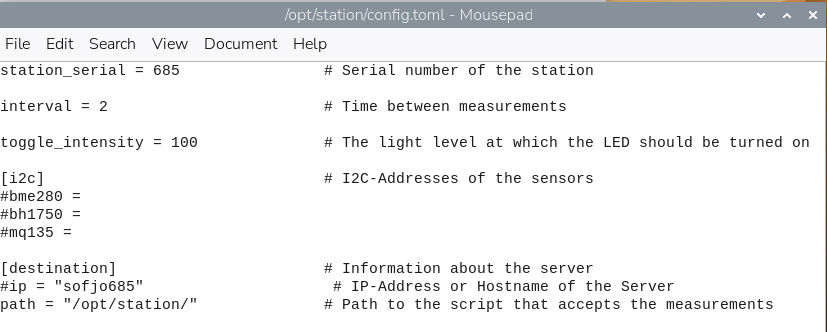 /opt/station/config.toml - Mousepad
File Edit Search View Document Help
station_serial = 685 # Serial number of the station
interval = 2 # Time between measurements
toggle_intensity = 100 # The light level at which the LED should be turned on
[i2c] # I2C-Addresses of the sensors
#bme280 =
#bh1750 =
#mq135 =
[destination] # Information about the server
#ip = "sofjo685" # IP-Address or Hostname of the Server
path = "/opt/station/" # Path to the script that accepts the measurements